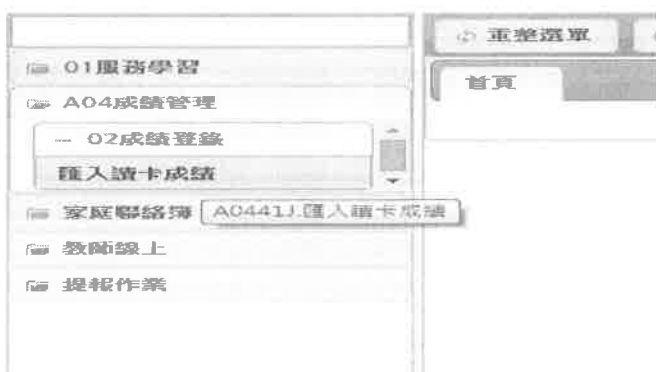 重整選單
01服務學習
首頁
A04成績管理
02成績登錄
匯入讀卡成績
家庭聯絡簿
A0441J.匯入讀卡成績
教師線上
提報作業